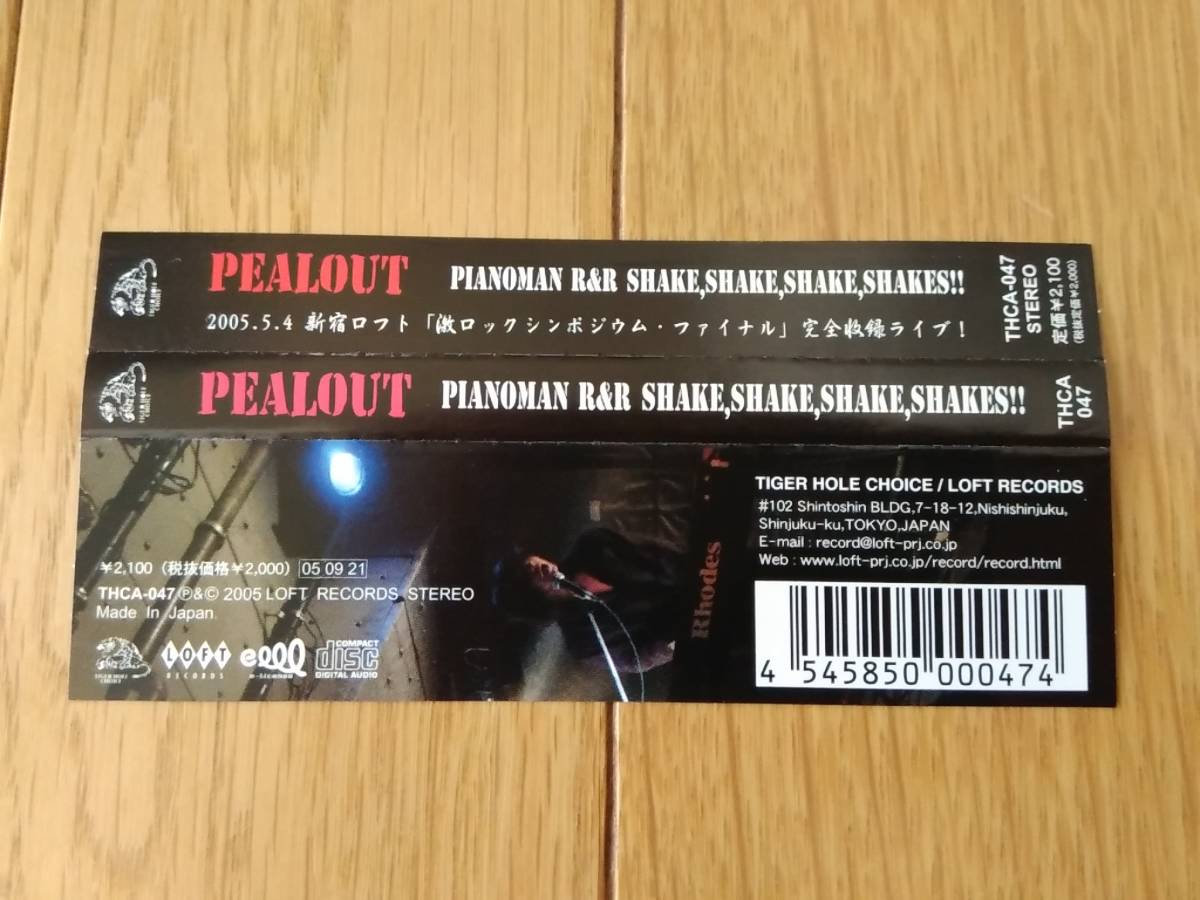 PEALOUT PIANOMAN R&R SHAKE,SHAKE,SHAKE,SHAKES!!
2005.5.4 新宿ロフト「激ロックシンポジウム・ファイナル」完全収録ライブ!
THCA-047
STEREO
定価¥2,100
(税抜定価¥2,000)
PEALOUT PIANOMAN R&R SHAKE,SHAKE,SHAKE,SHAKES!!
THCA
047
¥2,100(税抜価格¥2,000) 05 09 21
THCA-047 Ⓟ&© 2005 LOFT RECORDS STEREO
Made In Japan.
LOFT
RECORDS
COMPACT
disc
DIGITAL AUDIO
Rhodes
TIGER HOLE CHOICE / LOFT RECORDS
#102 Shintoshin BLDG,7-18-12,Nishishinjuku,
Shinjuku-ku,TOKYO,JAPAN
E-mail : record@loft-prj.co.jp
Web : www.loft-prj.co.jp/record/record.html
4 545850 000474